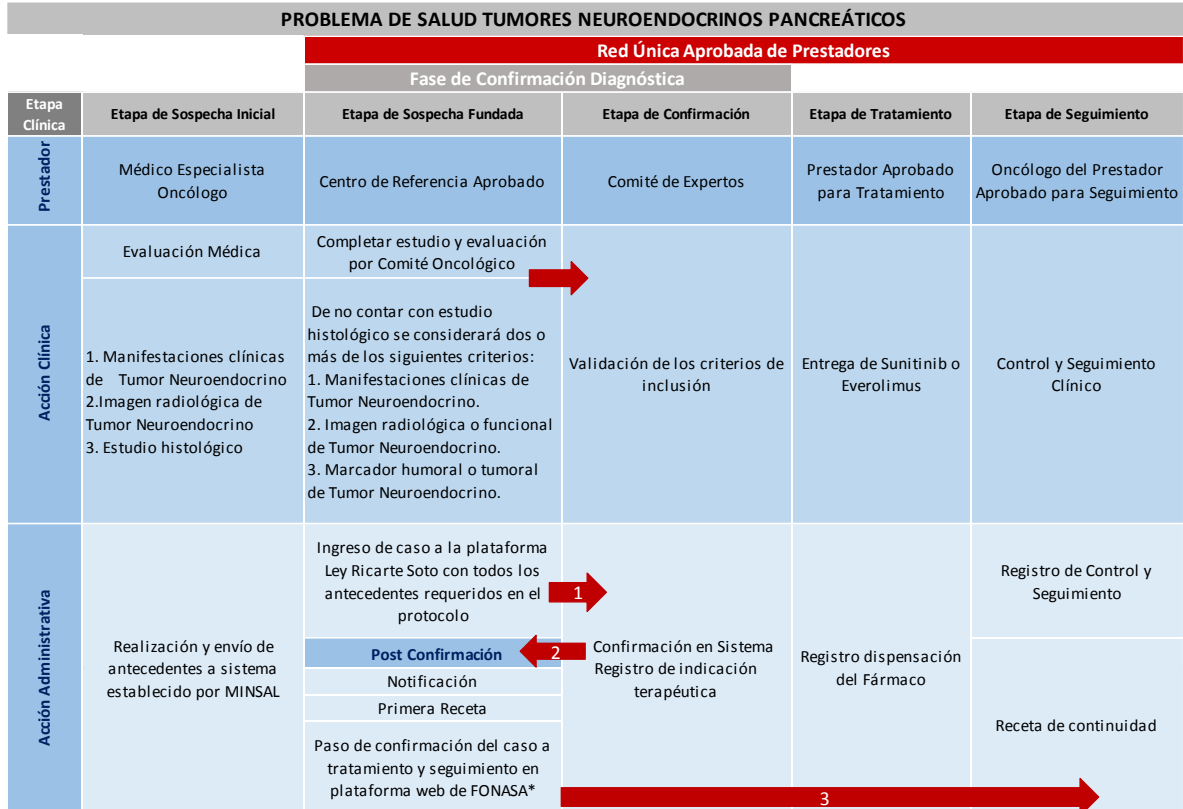 PROBLEMA DE SALUD TUMORES NEUROENDOCRINOS PANCREÁTICOS
Red Única Aprobada de Prestadores
Fase de Confirmación Diagnóstica
Etapa
Clínica
Etapa de Sospecha Inicial
Etapa de Sospecha Fundada
Etapa de Confirmación
Etapa de Tratamiento
Etapa de Seguimiento
Prestador
Médico Especialista
Oncólogo
Centro de Referencia Aprobado
Comité de Expertos
Prestador Aprobado
para Tratamiento
Oncólogo del Prestador
Aprobado para Seguimiento
Acción Clínica
Evaluación Médica
Completar estudio y evaluación
por Comité Oncológico
1. Manifestaciones clínicas
de Tumor Neuroendocrino
2.Imagen radiológica de
Tumor Neuroendocrino
3. Estudio histológico
De no contar con estudio
histológico se considerará dos o
más de los siguientes criterios:
1. Manifestaciones clínicas de
Tumor Neuroendocrino.
2. Imagen radiológica o funcional
de Tumor Neuroendocrino.
3. Marcador humoral o tumoral
de Tumor Neuroendocrino.
Validación de los criterios de
inclusión
Entrega de Sunitinib o
Everolimus
Control y Seguimiento
Clínico
Acción Administrativa
Realización y envío de
antecedentes a sistema
establecido por MINSAL
Ingreso de caso a la plataforma
Ley Ricarte Soto con todos los
antecedentes requeridos en el
protocolo
1
Post Confirmación
2
Notificación
Primera Receta
Paso de confirmación del caso a
tratamiento y seguimiento en
plataforma web de FONASA*
Confirmación en Sistema
Registro de indicación
terapéutica
Registro dispensación
del Fármaco
Registro de Control y
Seguimiento
Receta de continuidad
3